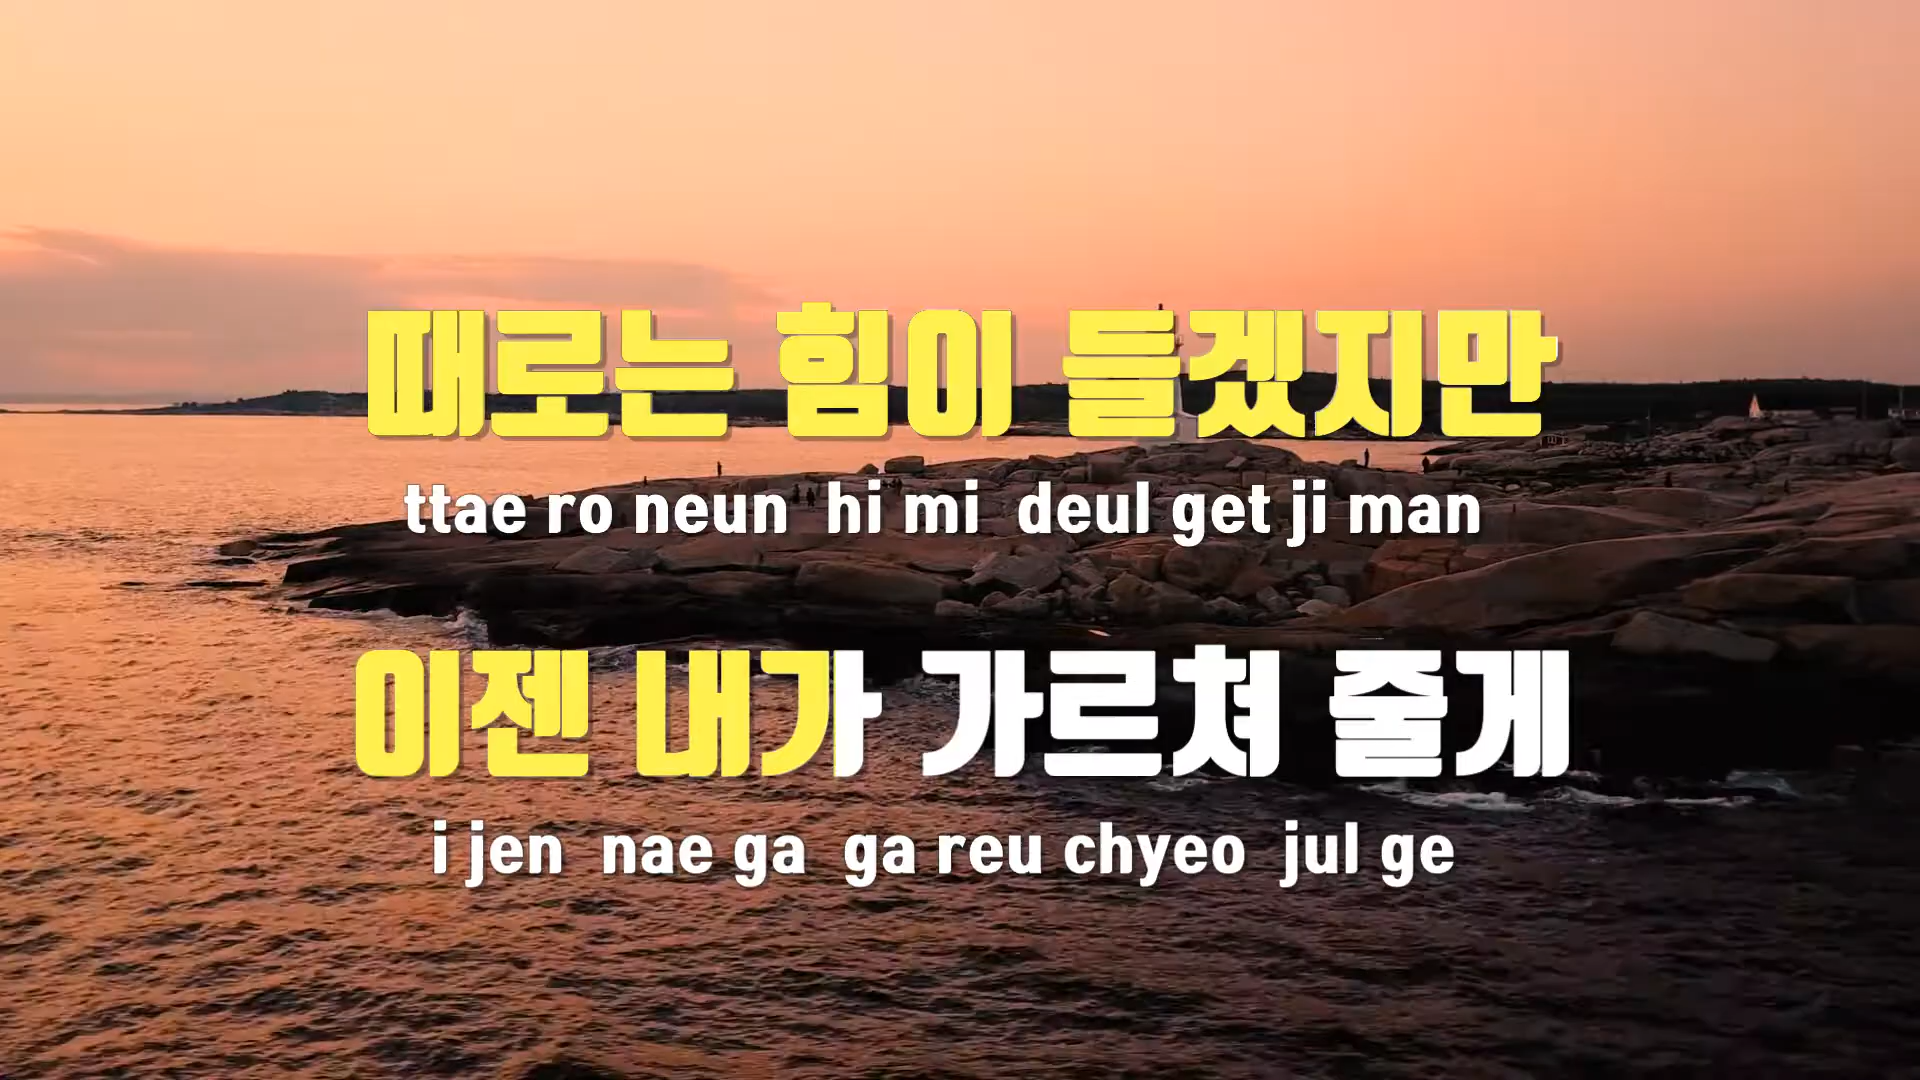 때로는 힘이 들겠지만
ttae ro neun hi mi deul get ji man
이젠 내가 가르쳐 줄게
i jen nae ga ga reu chyeo jul ge